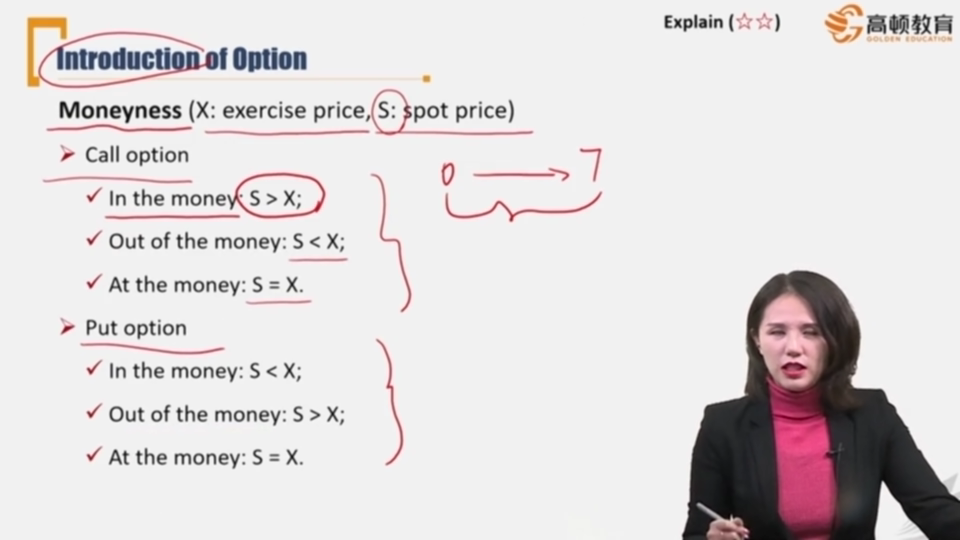 Explain (☆☆)
高顿教育
GOLDEN EDUCATION
Introduction of Option
Moneyness (X: exercise price, S: spot price)
➢ Call option
✓ In the money: S > X;
✓ Out of the money: S < X;
✓ At the money: S = X.
➢ Put option
✓ In the money: S < X;
✓ Out of the money: S > X;
✓ At the money: S = X.
0 → T